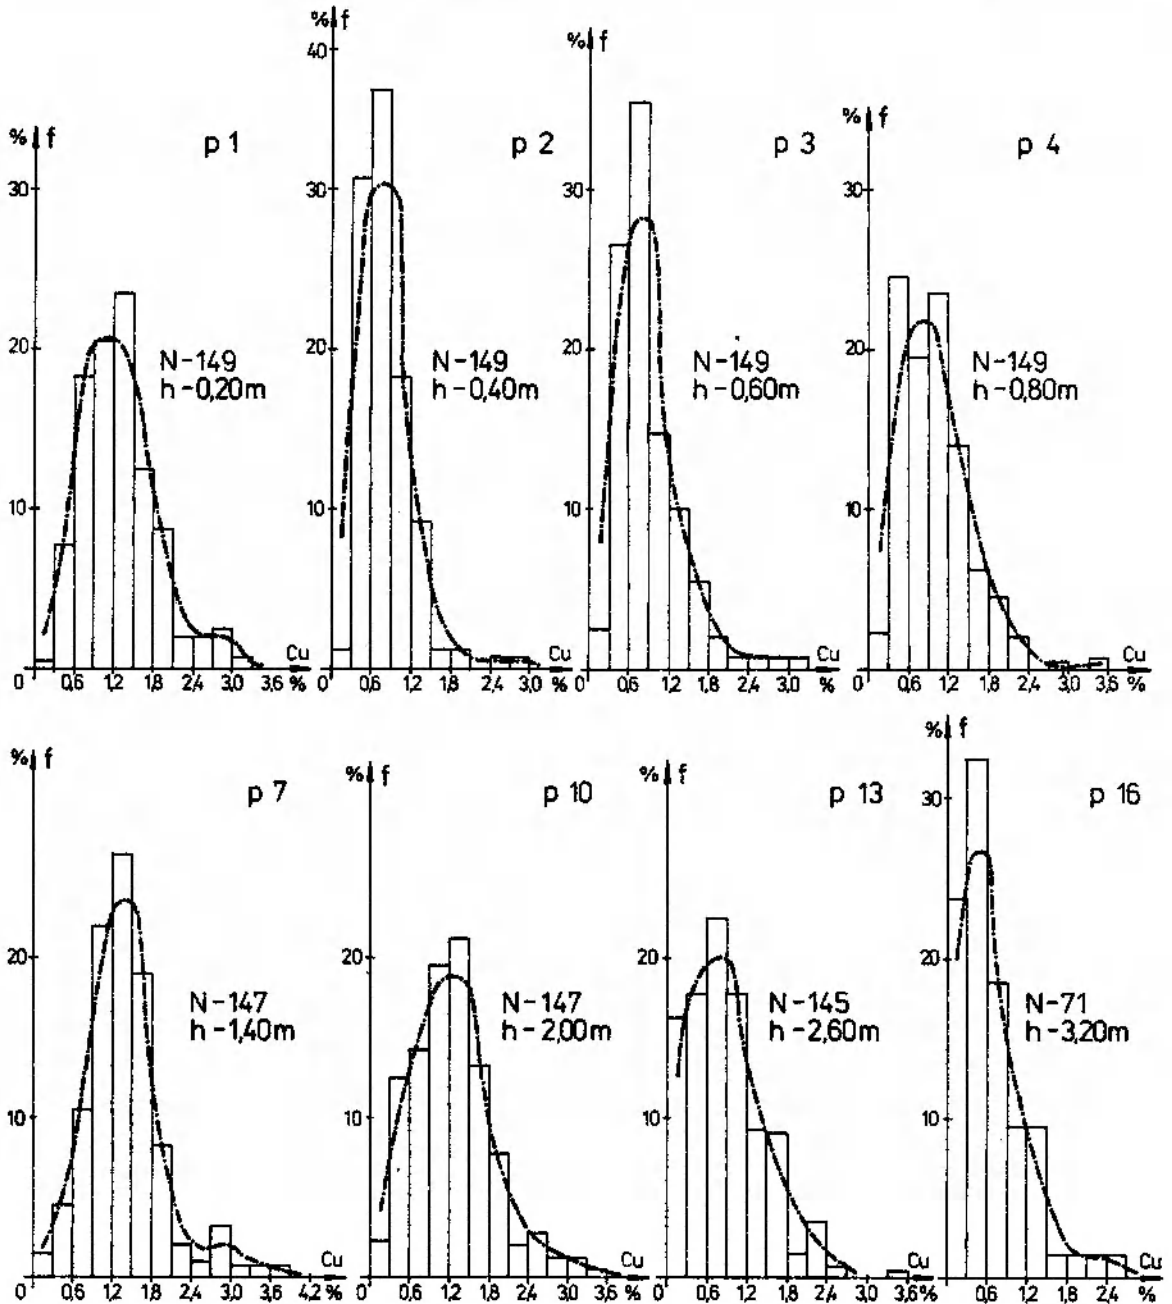 % f
p 1
30
20
10
N-149
h-0,20m
Cu
0 0,6 1,2 1,8 2,4 3,0 3,6 %
% f
40
p 2
30
20
10
N-149
h-0,40m
Cu
0 0,6 1,2 1,8 2,4 3,0 %
% f
p 3
30
20
10
N-149
h-0,60m
Cu
0 0,6 1,2 1,8 2,4 3,0 3,6 %
% f
p 4
30
20
10
N-149
h-0,80m
Cu
0 0,6 1,2 1,8 2,4 3,0 3,6 %
% f
p 7
20
10
N-147
h-1,40m
Cu
0 0,6 1,2 1,8 2,4 3,0 3,6 4,2 %
% f
p 10
20
10
N-147
h-2,00m
Cu
0 0,6 1,2 1,8 2,4 3,0 3,6 %
% f
p 13
20
10
N-145
h-2,60m
Cu
0 0,6 1,2 1,8 2,4 3,0 3,6 %
% f
p 16
30
20
10
N-71
h-3,20m
Cu
0 0,6 1,2 1,8 2,4 %